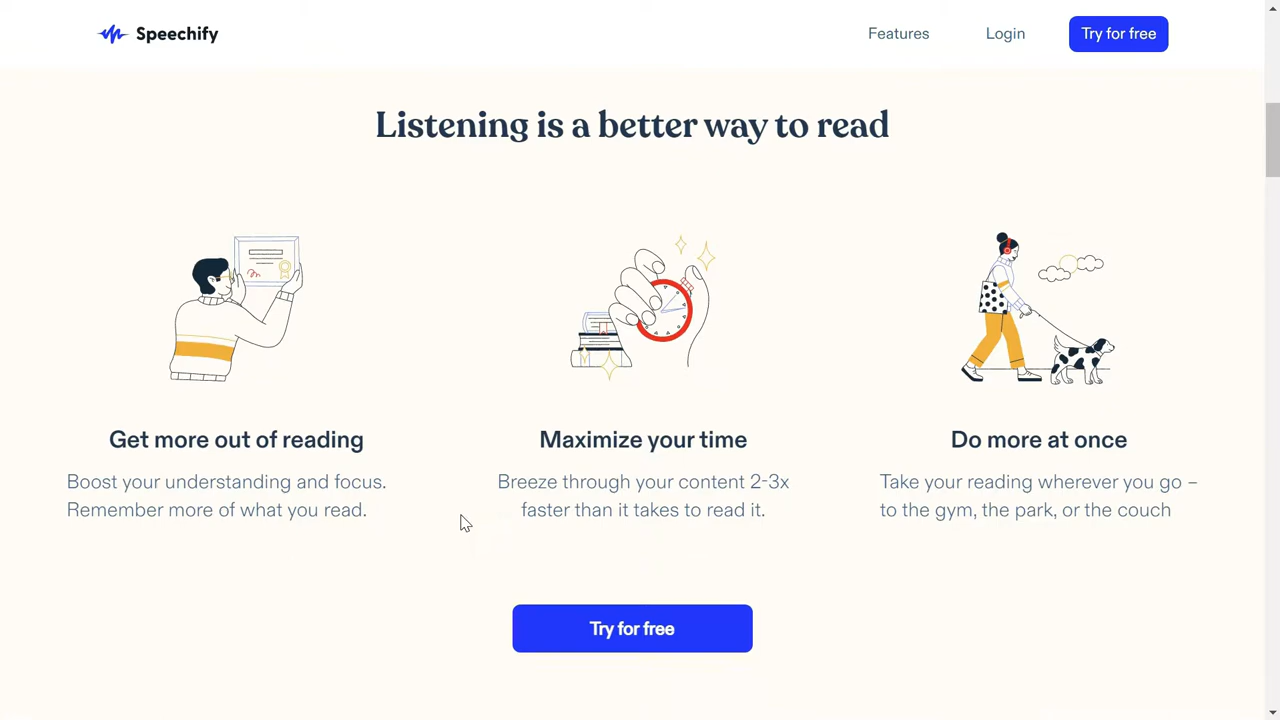 Speechify
Features
Login
Try for free
Listening is a better way to read
Get more out of reading
Boost your understanding and focus.
Remember more of what you read.
Maximize your time
Breeze through your content 2-3x
faster than it takes to read it.
Do more at once
Take your reading wherever you go –
to the gym, the park, or the couch
Try for free